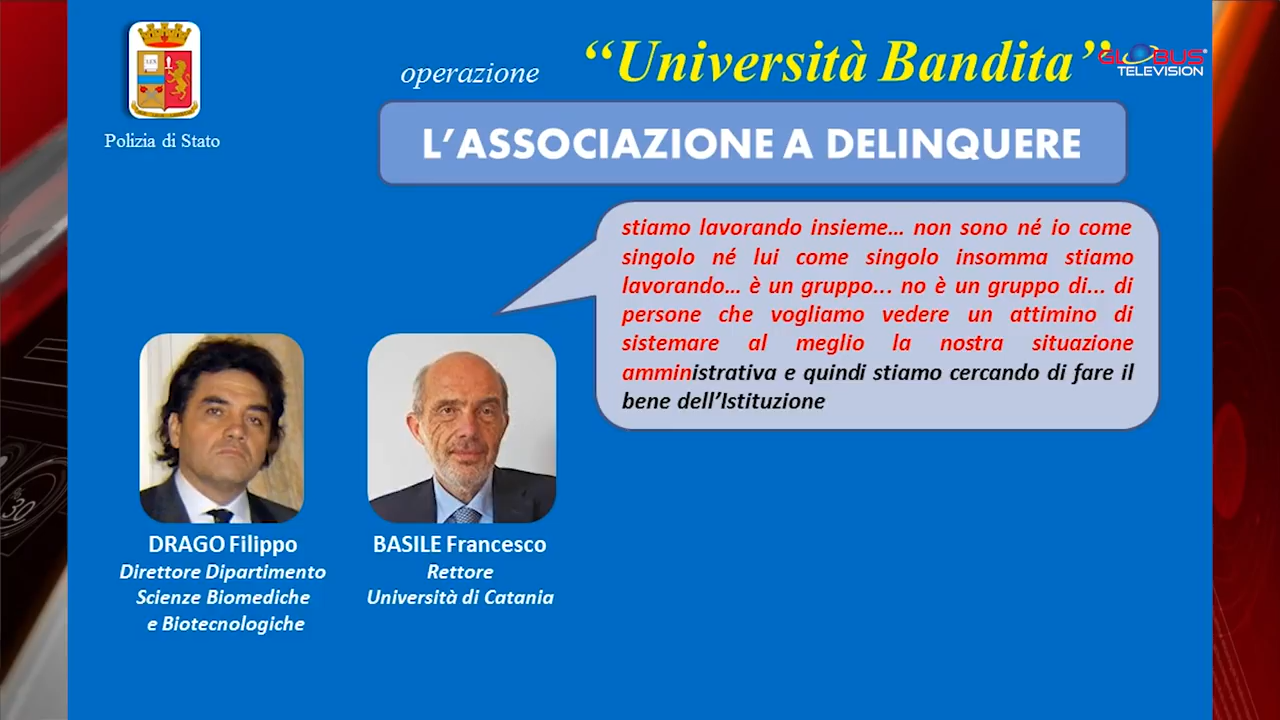 operazione “Università Bandita”
GLOBUS
TELEVISION
Polizia di Stato
L’ASSOCIAZIONE A DELINQUERE
stiamo lavorando insieme... non sono né io come
singolo né lui come singolo insomma stiamo
lavorando... è un gruppo... no è un gruppo di... di
persone che vogliamo vedere un attimino di
sistemare al meglio la nostra situazione
amministrativa e quindi stiamo cercando di fare il
bene dell’Istituzione
DRAGO Filippo
Direttore Dipartimento
Scienze Biomediche
e Biotecnologiche
BASILE Francesco
Rettore
Università di Catania
30